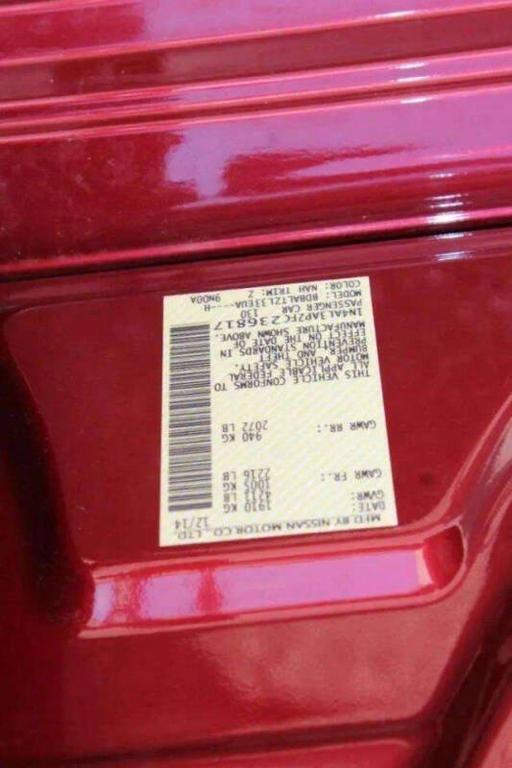 MFD BY NISSAN MOTOR CO., LTD.
DATE: 12/14
GVWR: 1910 KG
4212 LB
GAWR FR.: 1005 KG
2216 LB
GAWR RR.: 940 KG
2072 LB
THIS VEHICLE CONFORMS TO
ALL APPLICABLE FEDERAL
MOTOR VEHICLE SAFETY,
BUMPER AND THEFT
PREVENTION STANDARDS IN
EFFECT ON THE DATE OF
MANUFACTURE SHOWN ABOVE.
1N4AL3AP2FC236817
130
PASSENGER CAR
MODEL: BDBALTZL33EUA----H
COLOR: NAH TRIM: Z 9N00A